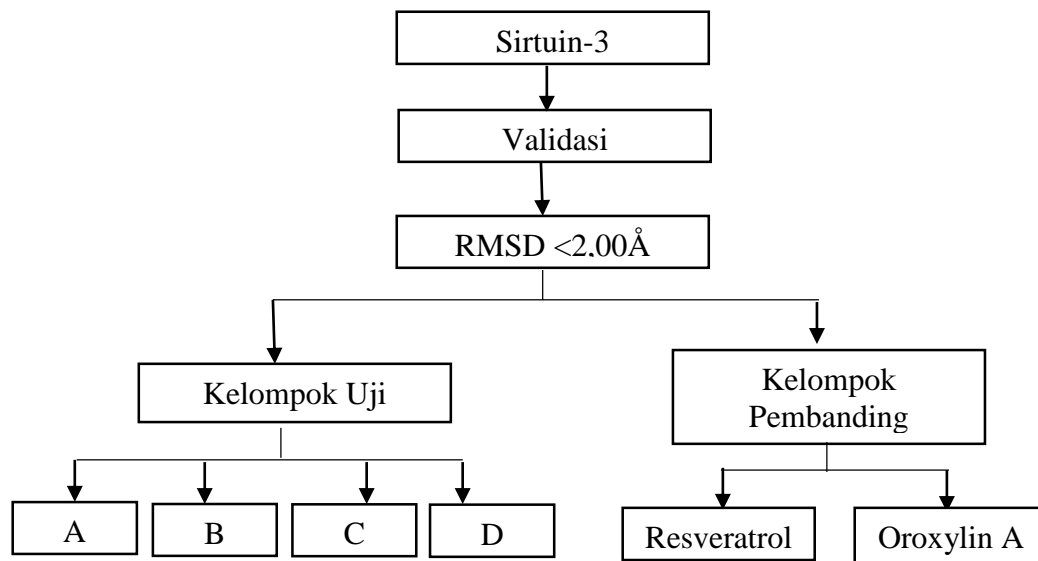 Sirtuin-3
Validasi
RMSD <2,00Å
Kelompok Uji
Kelompok
Pembanding
A
B
C
D
Resveratrol
Oroxylin A